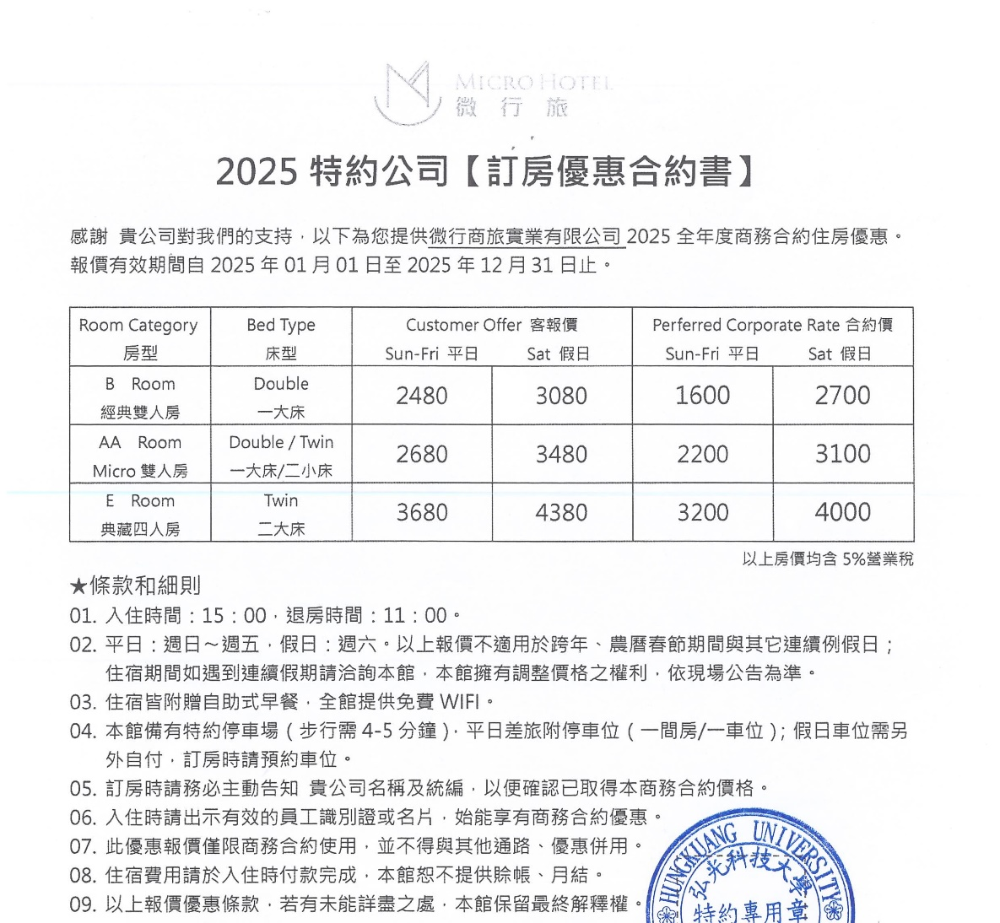 MICRO HOTEL
微行旅
2025 特約公司【訂房優惠合約書】
感謝 貴公司對我們的支持，以下為您提供微行商旅實業有限公司 2025 全年度商務合約住房優惠。
報價有效期間自 2025 年 01 月 01 日至 2025 年 12 月 31 日止。
Room Category Bed Type Customer Offer 客報價 Perferred Corporate Rate 合約價
房型 床型 Sun-Fri 平日 Sat 假日 Sun-Fri 平日 Sat 假日
B Room Double
經典雙人房 一大床 2480 3080 1600 2700
AA Room Double / Twin
Micro 雙人房 一大床/二小床 2680 3480 2200 3100
E Room Twin
典藏四人房 二大床 3680 4380 3200 4000
以上房價均含 5%營業稅
★條款和細則
01. 入住時間：15：00，退房時間：11：00。
02. 平日：週日～週五，假日：週六。以上報價不適用於跨年、農曆春節期間與其它連續例假日；
住宿期間如遇到連續假期請洽詢本館，本館擁有調整價格之權利，依現場公告為準。
03. 住宿皆附贈自助式早餐，全館提供免費 WIFI。
04. 本館備有特約停車場（步行需 4-5 分鐘），平日差旅附停車位（一間房/一車位）；假日車位需另
外自付，訂房時請預約車位。
05. 訂房時請務必主動告知 貴公司名稱及統編，以便確認已取得本商務合約價格。
06. 入住時請出示有效的員工識別證或名片，始能享有商務合約優惠。
07. 此優惠報價僅限商務合約使用，並不得與其他通路、優惠併用。
08. 住宿費用請於入住時付款完成，本館恕不提供賒帳、月結。
09. 以上報價優惠條款，若有未能詳盡之處，本館保留最終解釋權。
HUNGKUANG UNIVERSITY
弘光科技大學
特約專用章